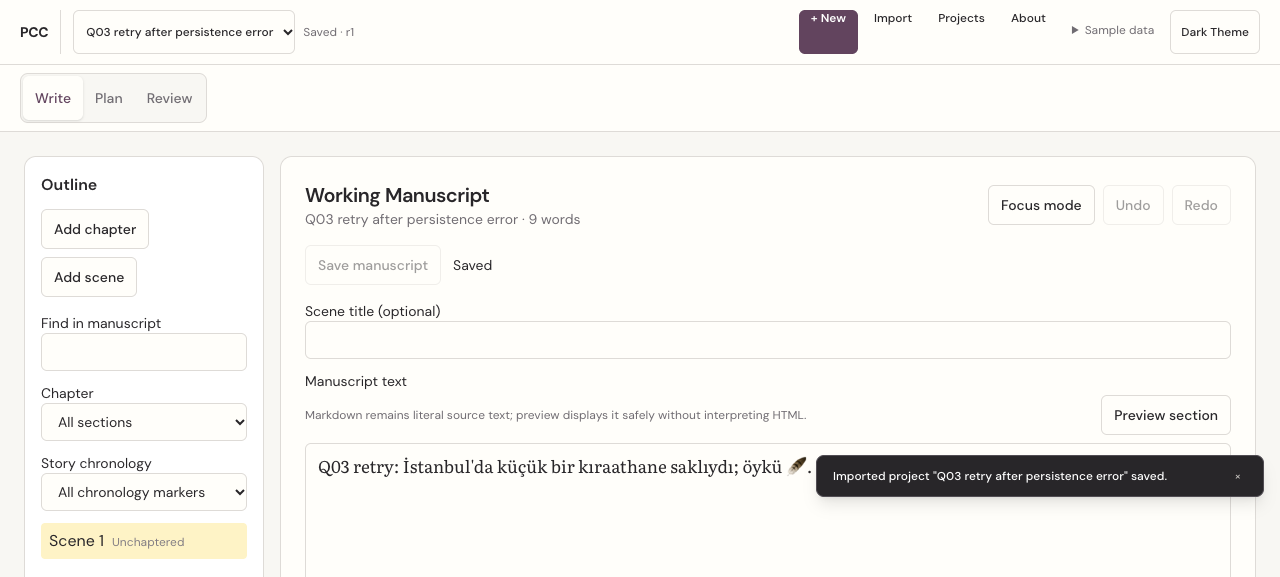 PCC
Q03 retry after persistence error
Saved · r1
+ New
Import
Projects
About
▶ Sample data
Dark Theme
Write
Plan
Review
Outline
Add chapter
Add scene
Find in manuscript
Chapter
All sections
Story chronology
All chronology markers
Scene 1 Unchaptered
Working Manuscript
Q03 retry after persistence error · 9 words
Focus mode
Undo
Redo
Save manuscript
Saved
Scene title (optional)
Manuscript text
Markdown remains literal source text; preview displays it safely without interpreting HTML.
Preview section
Q03 retry: İstanbul'da küçük bir kıraathane saklıydı; öykü 🪶.
Imported project "Q03 retry after persistence error" saved.
×